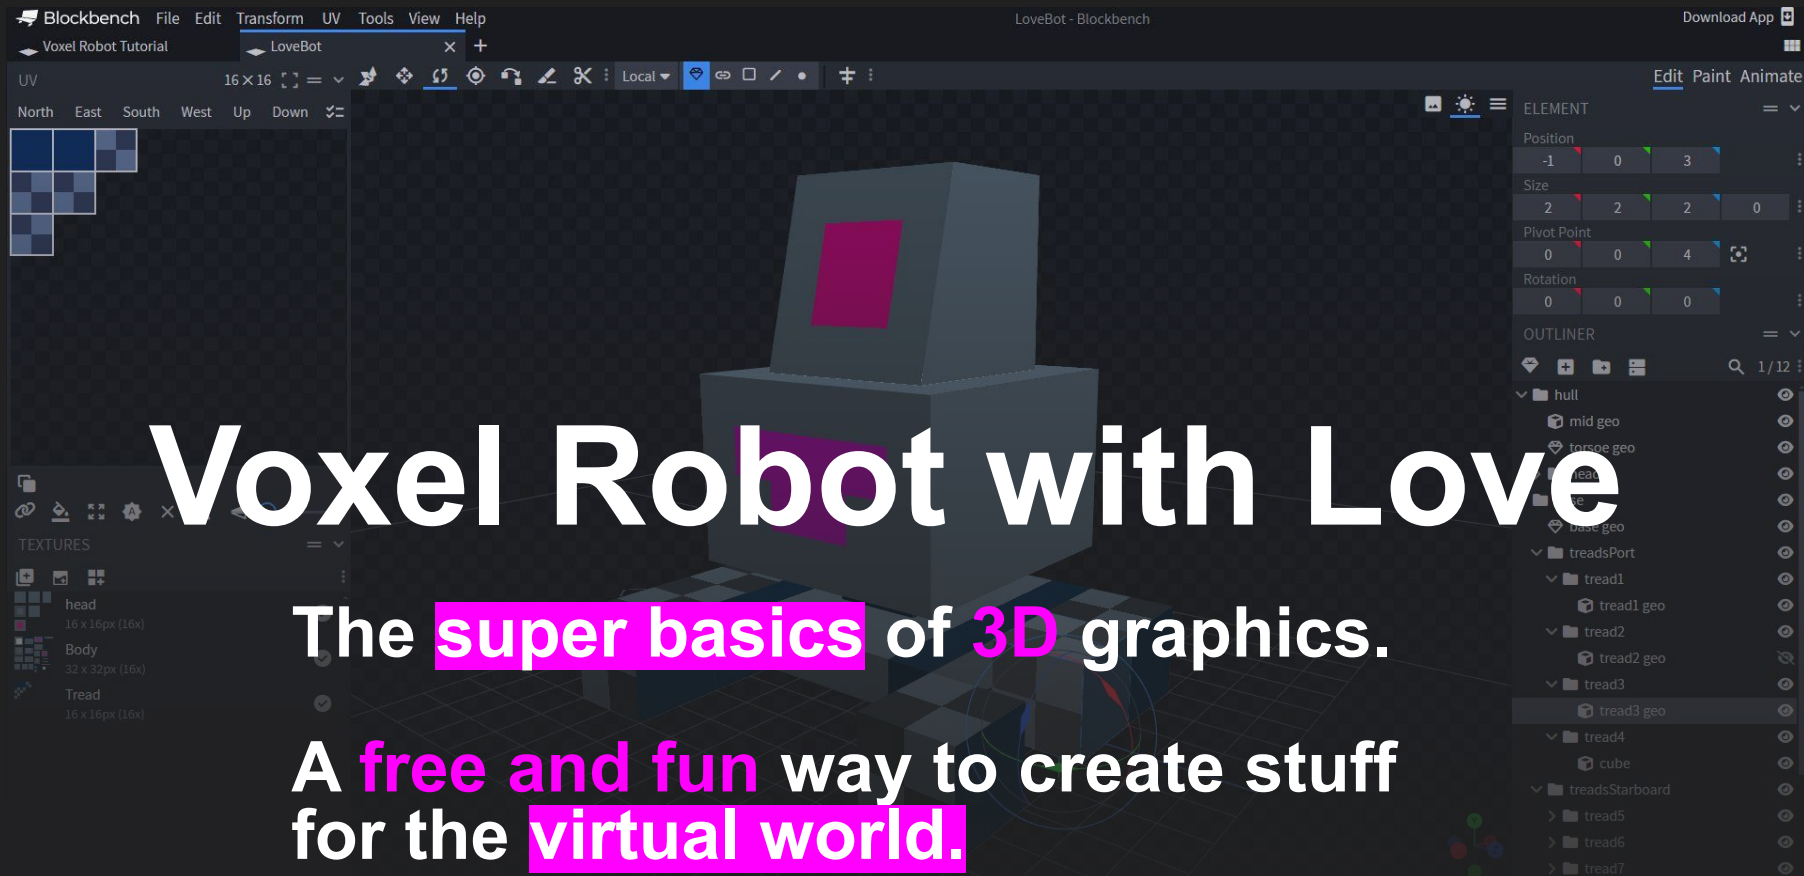 Blockbench File Edit Transform UV Tools View Help
LoveBot - Blockbench
Download App
Voxel Robot Tutorial
LoveBot
UV
16×16
Local
Edit Paint Animate
North East South West Up Down
ELEMENT
Position
-1 0 3
Size
2 2 2 0
Pivot Point
0 0 4
Rotation
0 0 0
OUTLINER
1/12
hull
mid geo
torsoe geo
head
base geo
treadsPort
tread1
tread1 geo
tread2
tread2 geo
tread3
tread3 geo
tread4
cube
treadsStarboard
tread5
tread6
tread7
TEXTURES
head
16 x 16px (16x)
Body
32 x 32px (16x)
Tread
16 x 16px (16x)
Voxel Robot with Love
The super basics of 3D graphics.
A free and fun way to create stuff
for the virtual world.